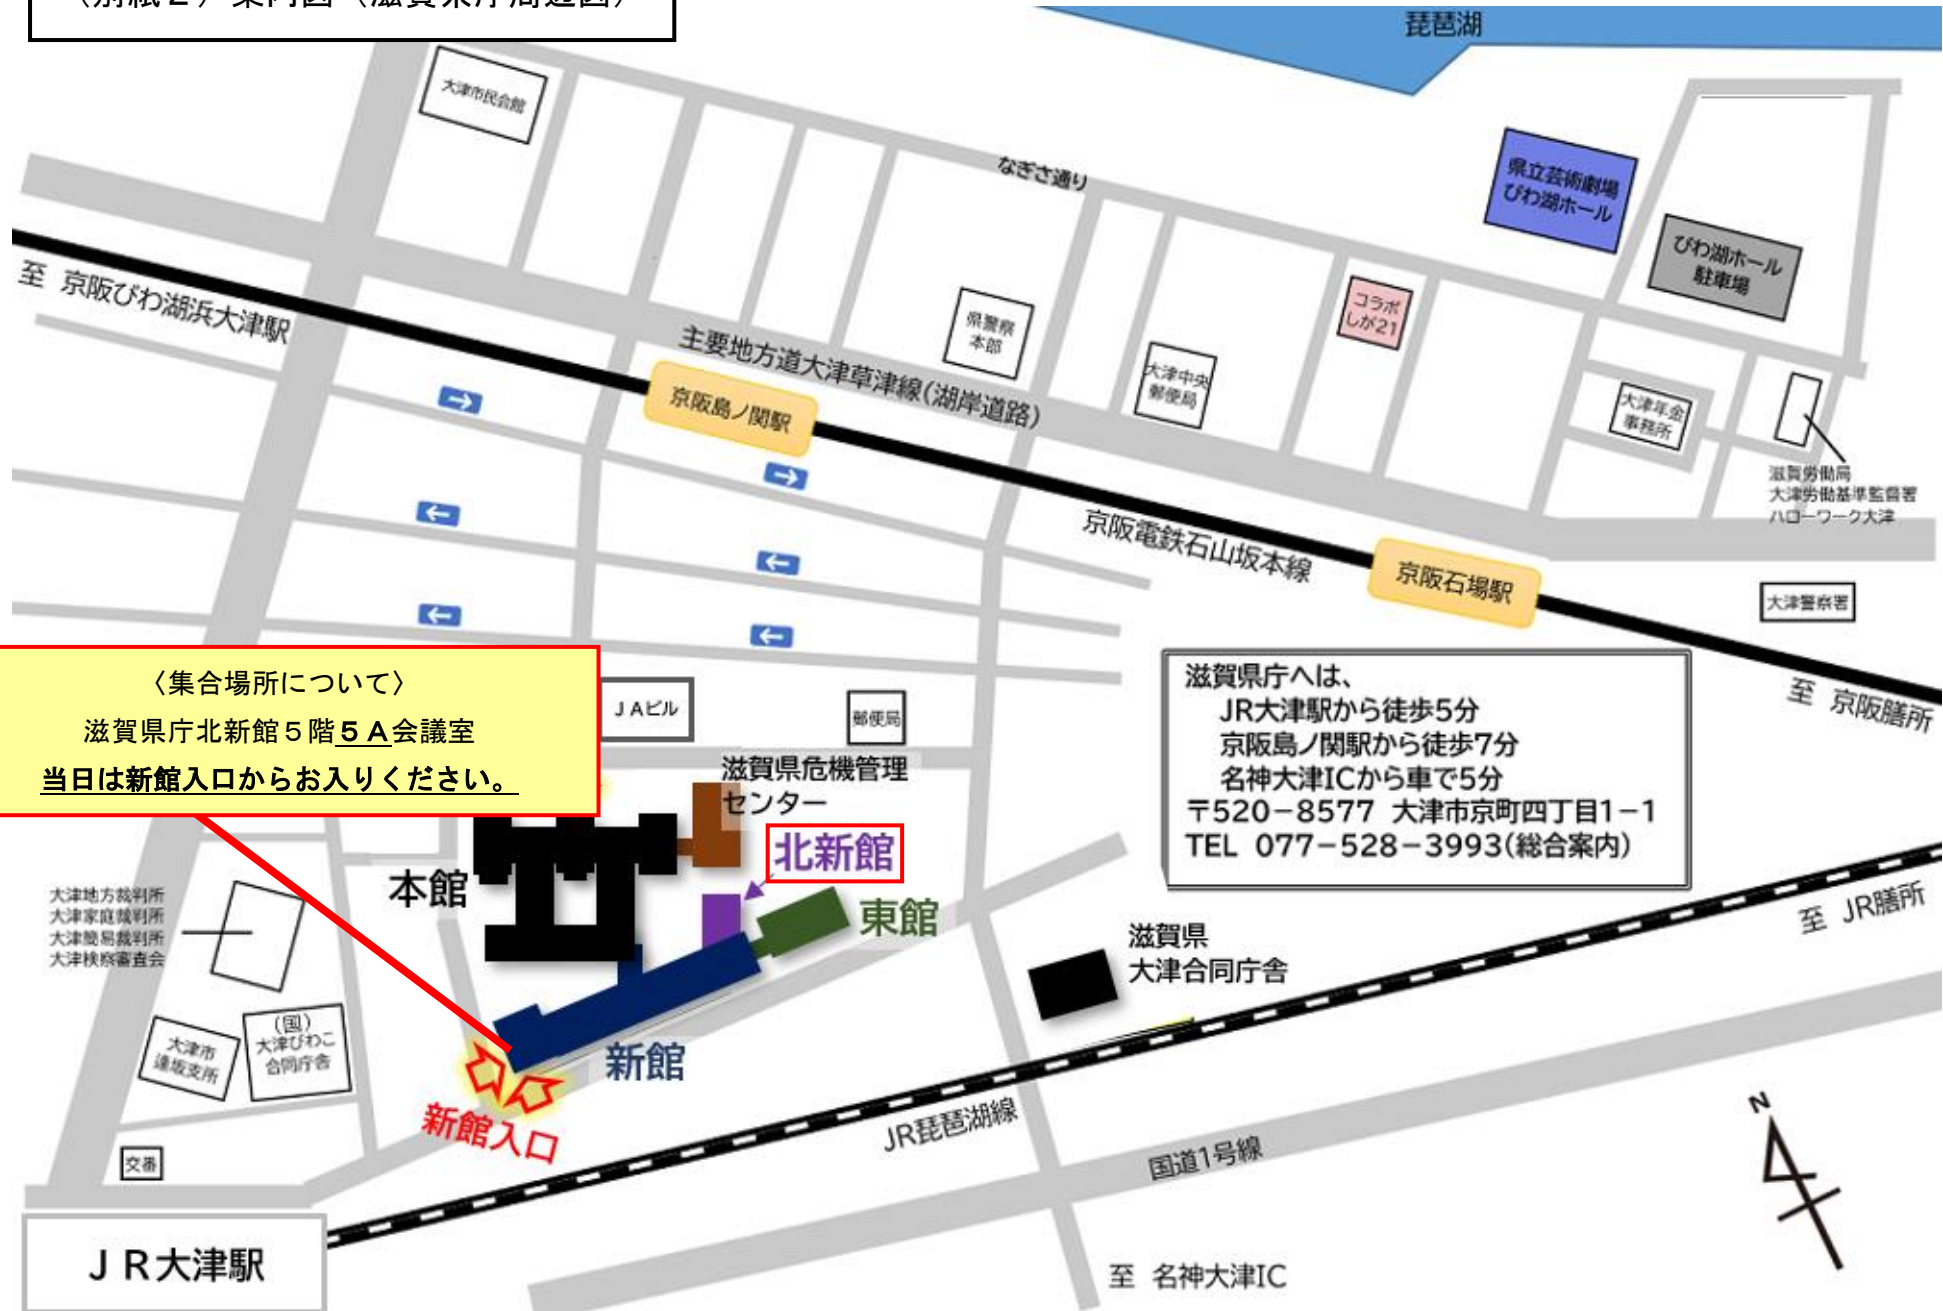 (別紙2) 案内図 (滋賀県庁周辺図)
琵琶湖
大津市民会館
なぎさ通り
県立芸術劇場
びわ湖ホール
びわ湖ホール
駐車場
至 京阪びわ湖浜大津駅
コラボ
しが21
県警察
本部
主要地方道大津草津線(湖岸道路)
大津中央
郵便局
京阪島ノ関駅
大津年金
事務所
滋賀労働局
大津労働基準監督署
ハローワーク大津
京阪電鉄石山坂本線
京阪石場駅
大津警察署
至 京阪膳所
〈集合場所について〉
滋賀県庁北新館5階5A会議室
当日は新館入口からお入りください。
JAビル
郵便局
滋賀県庁へは、
JR大津駅から徒歩5分
京阪島ノ関駅から徒歩7分
名神大津ICから車で5分
〒520-8577 大津市京町四丁目1-1
TEL 077-528-3993(総合案内)
滋賀県危機管理
センター
北新館
本館
東館
大津地方裁判所
大津家庭裁判所
大津簡易裁判所
大津検察審査会
滋賀県
大津合同庁舎
至 JR膳所
(国)
大津びわこ
合同庁舎
大津市
逢坂支所
新館
新館入口
JR琵琶湖線
国道1号線
N
交番
JR大津駅
至 名神大津IC